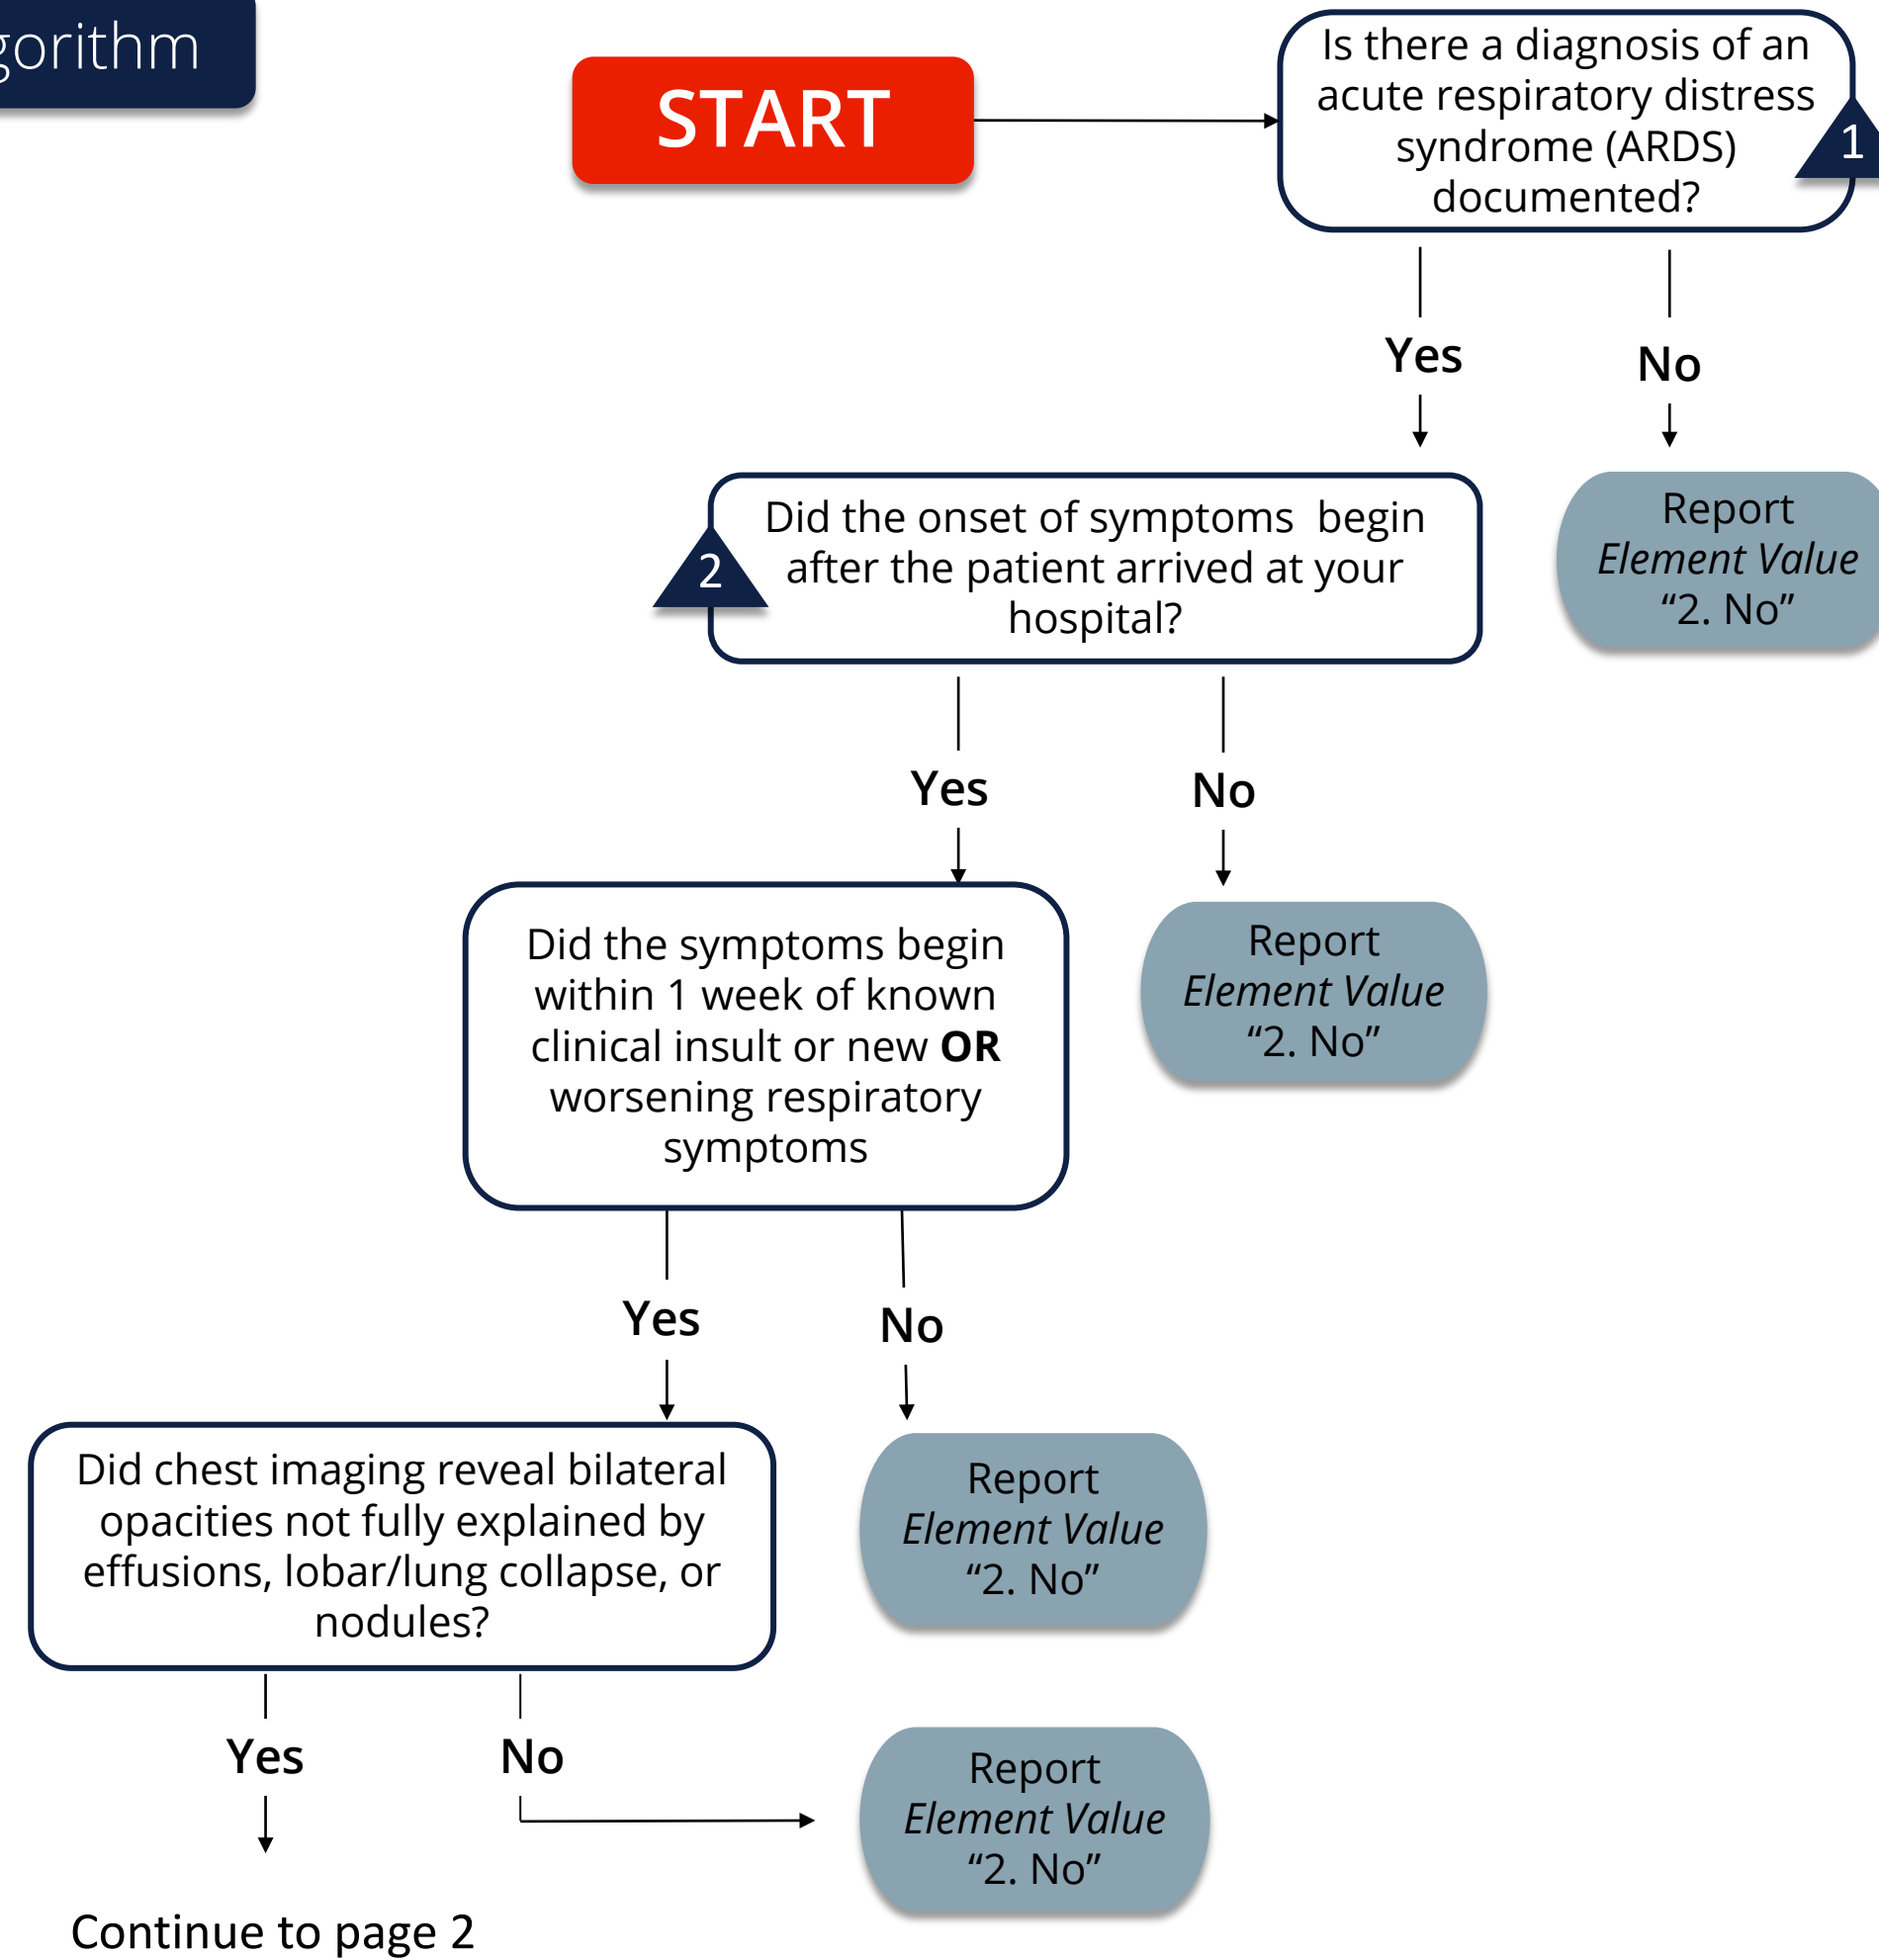 gorithm
START
Is there a diagnosis of an
acute respiratory distress
syndrome (ARDS)
documented?
1
Yes
No
Did the onset of symptoms  begin
after the patient arrived at your
hospital?
2
Report
Element Value
“2. No”
Yes
No
Did the symptoms begin
within 1 week of known
clinical insult or new OR
worsening respiratory
symptoms
Report
Element Value
“2. No”
Yes
No
Did chest imaging reveal bilateral
opacities not fully explained by
effusions, lobar/lung collapse, or
nodules?
Report
Element Value
“2. No”
Yes
No
Report
Element Value
“2. No”
Continue to page 2